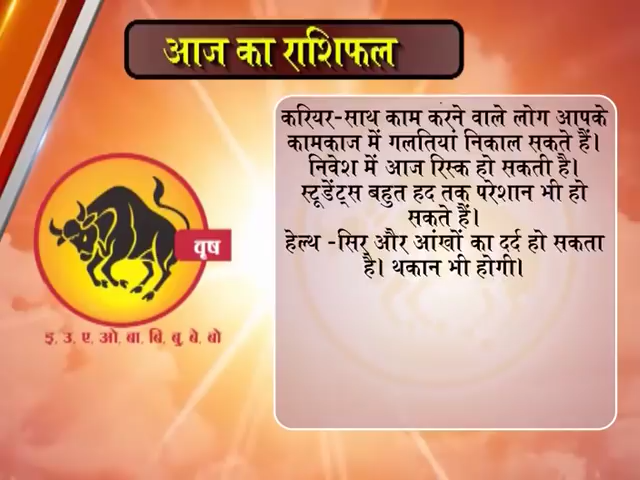 आज का राशिफल
करियर-साथ काम करने वाले लोग आपके
कामकाज में गलतियां निकाल सकते हैं।
निवेश में आज रिस्क हो सकती है।
स्टूडेंट्स बहुत हद तक परेशान भी हो
सकते हैं।
हेल्थ -सिर और आंखों का दर्द हो सकता
है। थकान भी होगी।
वृष
इ, उ, ए, ओ, बा, बि, बु, बे, बो